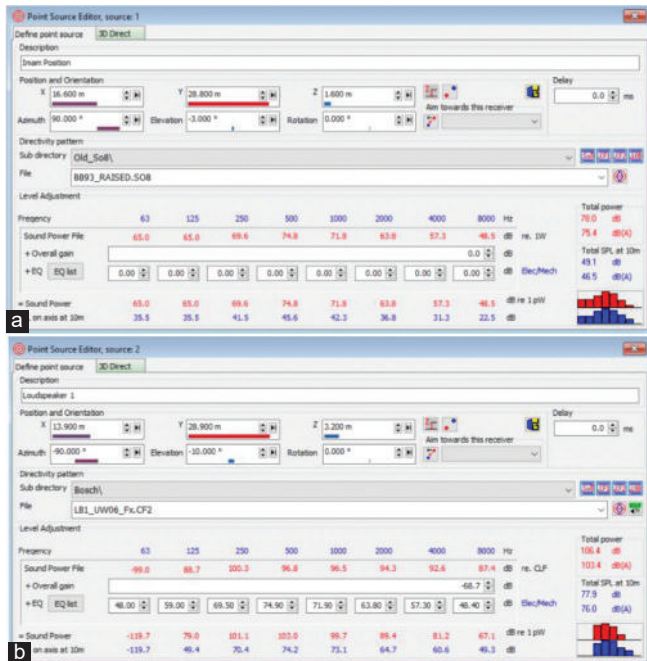 Point Source Editor, source: 1
Define point source 3D Direct
Description
Imam Position
Position and Orientation
Delay
X 16.600 m Y 28.800 m Z 1.600 m
0.0 ms
Aim towards this receiver
Azimuth 90.000 ° Elevation -3.000 ° Rotation 0.000 °
Directivity pattern
Sub directory Old_So8\
File BB93_RAISED.SO8
Level Adjustment
Total power
Freqency 63 125 250 500 1000 2000 4000 8000 Hz
78.0 dB
Sound Power File 65.0 65.0 69.6 74.8 71.8 63.8 57.3 48.5 dB re. 1W
75.4 dB(A)
+ Overall gain 0.0 dB
Total SPL at 10m
49.1 dB
+ EQ EQ list 0.00 0.00 0.00 0.00 0.00 0.00 0.00 0.00 dB Elec/Mech
46.5 dB(A)
= Sound Power 65.0 65.0 69.6 74.8 71.8 63.8 57.3 48.5 dB re 1 pW
a
on axis at 10m 35.5 35.5 41.5 45.6 42.3 36.8 31.3 22.5 dB
Point Source Editor, source: 2
Define point source 3D Direct
Description
Loudspeaker 1
Position and Orientation
Delay
X 13.900 m Y 28.900 m Z 3.200 m
0.0 ms
Aim towards this receiver
Azimuth -90.000 ° Elevation -10.000 ° Rotation 0.000 °
Directivity pattern
Sub directory Bosch\
File LB1_UW06_Fx.CF2
Level Adjustment
Total power
Freqency 63 125 250 500 1000 2000 4000 8000 Hz
106.4 dB
Sound Power File -99.0 88.7 100.3 96.8 96.5 94.3 92.6 87.4 dB re. CLF
103.4 dB(A)
+ Overall gain -68.7 dB
Total SPL at 10m
77.9 dB
+ EQ EQ list 48.00 59.00 69.50 74.90 71.90 63.80 57.30 48.40 dB Elec/Mech
76.0 dB(A)
= Sound Power -119.7 79.0 101.1 103.0 99.7 89.4 81.2 67.1 dB re 1 pW
b
on axis at 10m -119.7 49.4 70.4 74.2 73.1 64.7 60.6 49.3 dB